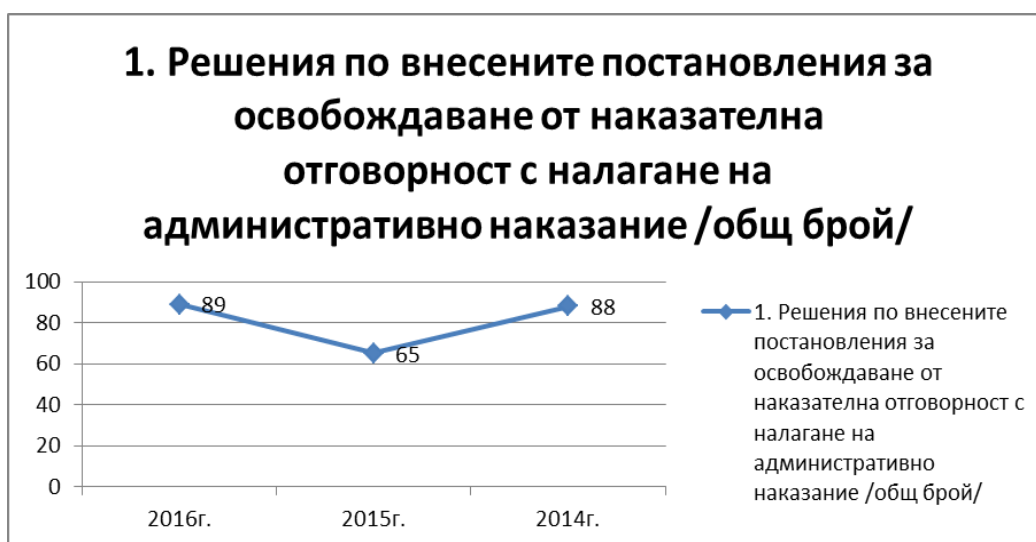 1. Решения по внесените постановления за
освобождаване от наказателна
отговорност с налагане на
административно наказание /общ брой/
100
80
60
40
20
0
89
65
88
2016г.
2015г.
2014г.
1. Решения по внесените
постановления за
освобождаване от
наказателна отговорност с
налагане на
административно
наказание /общ брой/